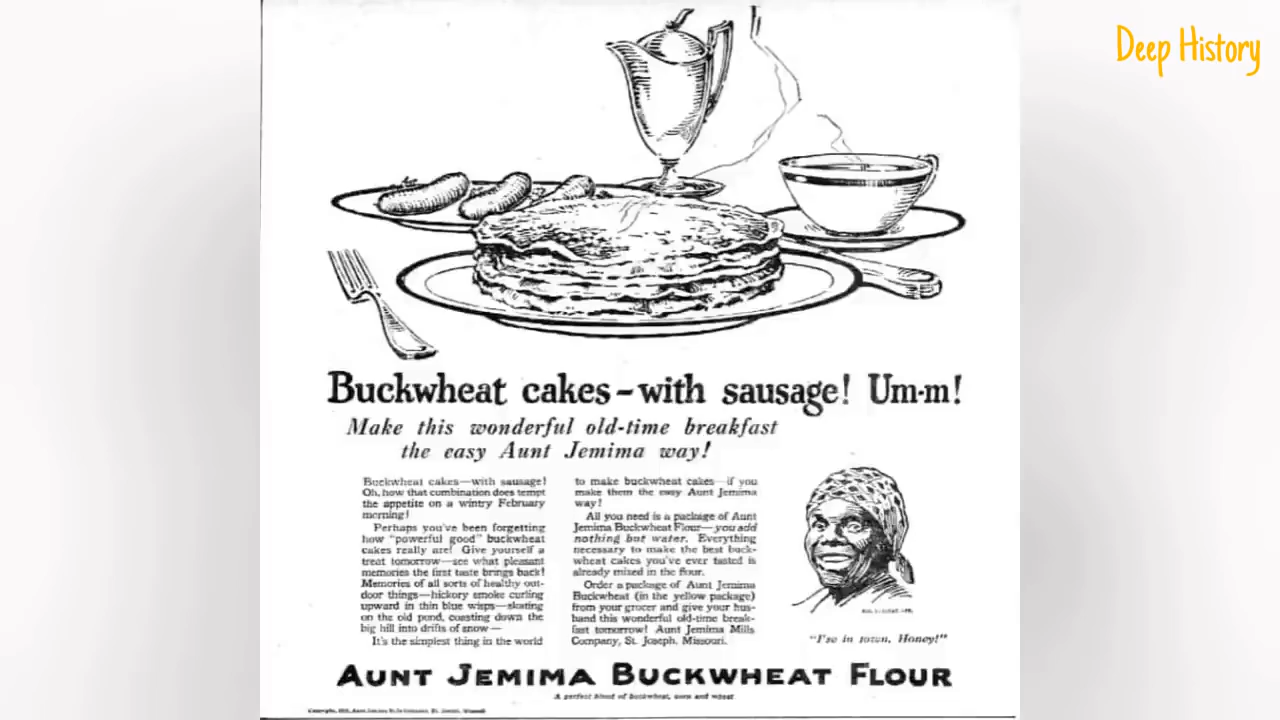 Deep History
Buckwheat cakes - with sausage! Um-m!
Make this wonderful old-time breakfast
the easy Aunt Jemima way!
Buckwheat cakes—with sausage!
Oh, how that combination does tempt
the appetite on a wintry February
morning!
Perhaps you've been forgetting
how "powerful good" buckwheat
cakes really are! Give yourself a
treat tomorrow—see what pleasant
memories the first taste brings back!
Memories of all sorts of healthy out-
door things—hickory smoke curling
upward in thin blue wisps—skating
on the old pond, coasting down the
big hill into drifts of snow—
It's the simplest thing in the world
to make buckwheat cakes—if you
make them the easy Aunt Jemima
way!
All you need is a package of Aunt
Jemima Buckwheat Flour—you add
nothing but water. Everything
necessary to make the best buck-
wheat cakes you've ever tasted is
already mixed in the flour.
Order a package of Aunt Jemima
Buckwheat (in the yellow package)
from your grocer and give your hus-
band this wonderful old-time break-
fast tomorrow! Aunt Jemima Mills
Company, St. Joseph, Missouri.
"I'se in town, Honey!"
AUNT JEMIMA BUCKWHEAT FLOUR
A perfect blend of buckwheat, corn and wheat